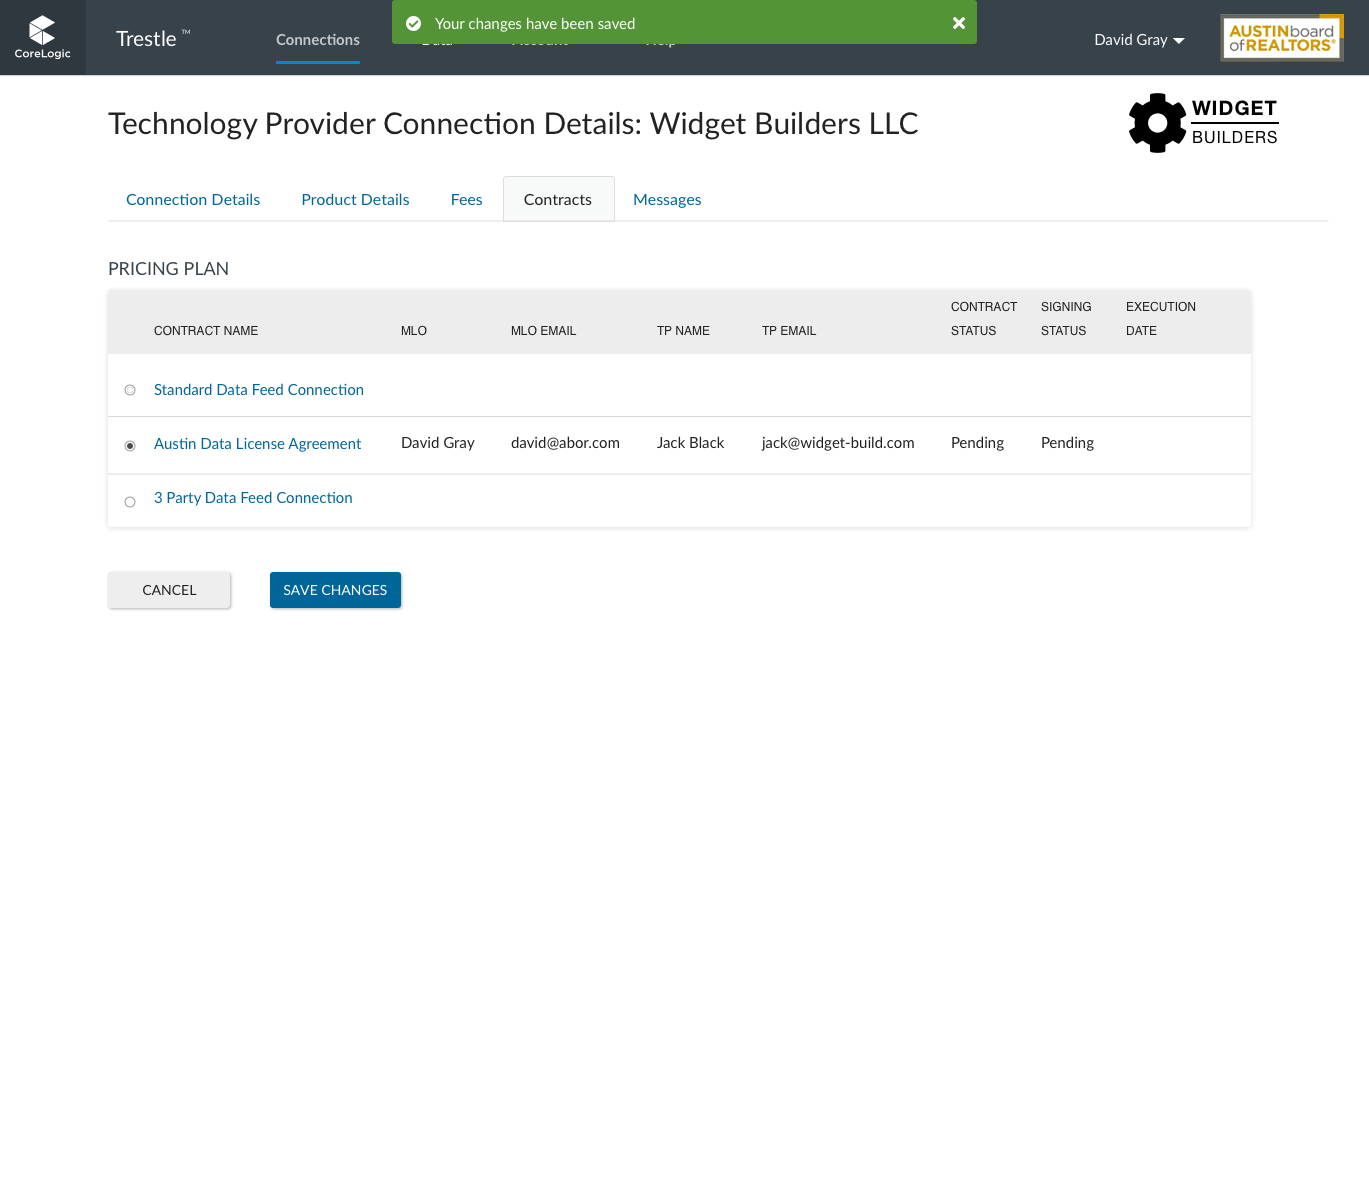 Your changes have been saved
CoreLogic
Trestle ™
Connections
David Gray
AUSTINboard
ofREALTORS®
Technology Provider Connection Details: Widget Builders LLC
WIDGET
BUILDERS
Connection Details Product Details Fees Contracts Messages
PRICING PLAN
CONTRACT NAME MLO MLO EMAIL TP NAME TP EMAIL CONTRACT STATUS SIGNING STATUS EXECUTION DATE
Standard Data Feed Connection
Austin Data License Agreement David Gray david@abor.com Jack Black jack@widget-build.com Pending Pending
3 Party Data Feed Connection
CANCEL SAVE CHANGES